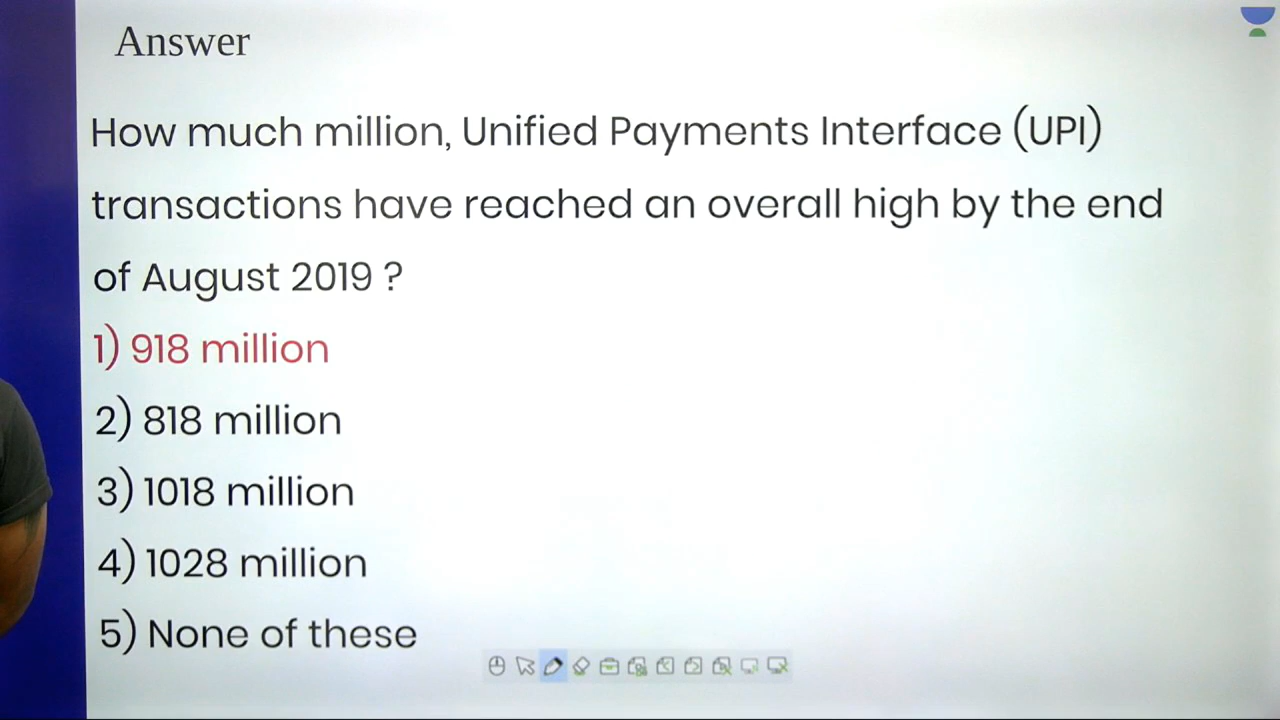 Answer
How much million, Unified Payments Interface (UPI)
transactions have reached an overall high by the end
of August 2019 ?
1) 918 million
2) 818 million
3) 1018 million
4) 1028 million
5) None of these